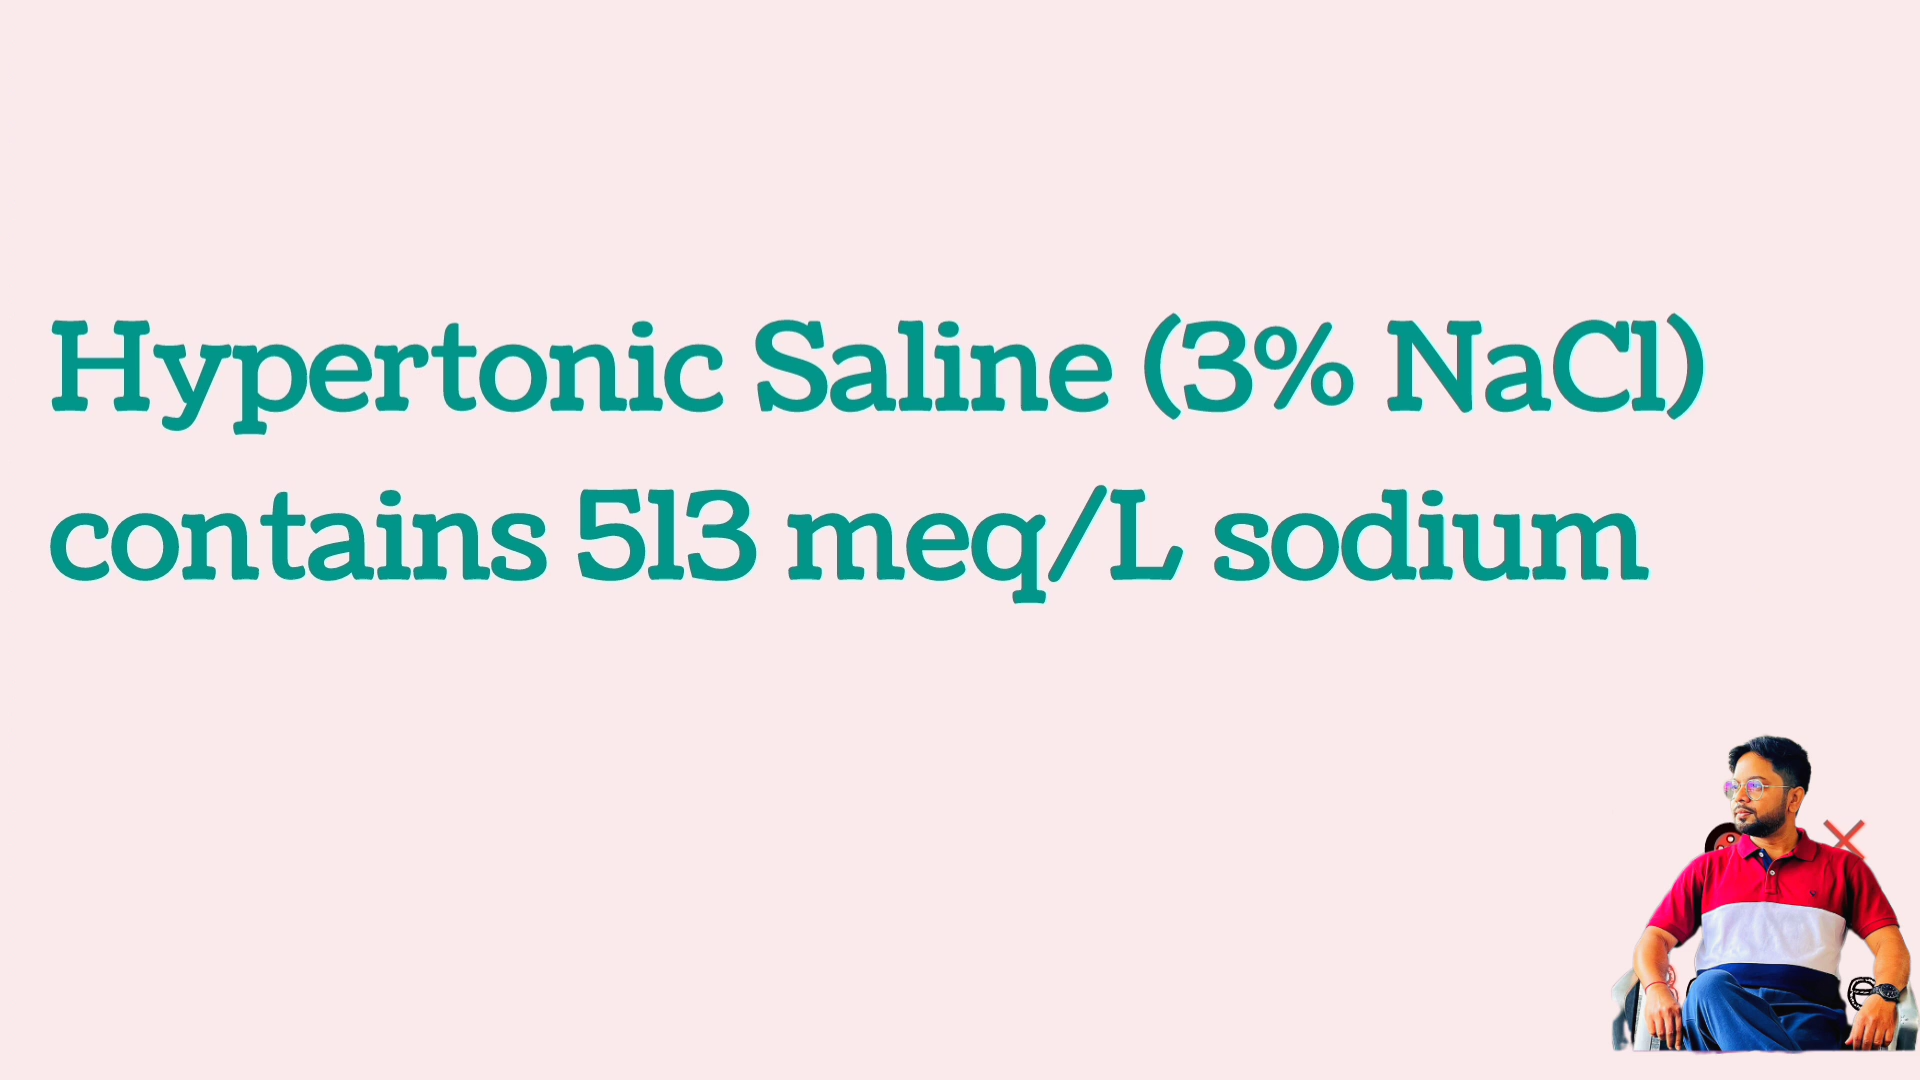 Hypertonic Saline (3% NaCl)
contains 513 meq/L sodium